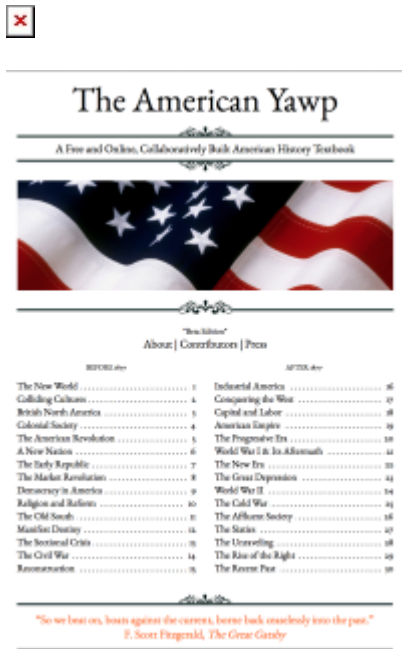 The American Yawp
A Free and Online, Collaboratively Built American History Textbook
"Beta Edition"
About | Contributors | Press
BEFORE 1877
The New World 1
Colliding Cultures 2
British North America 3
Colonial Society 4
The American Revolution 5
A New Nation 6
The Early Republic 7
The Market Revolution 8
Democracy in America 9
Religion and Reform 10
The Old South 11
Manifest Destiny 12
The Sectional Crisis 13
The Civil War 14
Reconstruction 15
AFTER 1877
Industrial America 16
Conquering the West 17
Capital and Labor 18
American Empire 19
The Progressive Era 20
World War I & Its Aftermath 21
The New Era 22
The Great Depression 23
World War II 24
The Cold War 25
The Affluent Society 26
The Sixties 27
The Unraveling 28
The Rise of the Right 29
The Recent Past 30
"So we beat on, boats against the current, borne back ceaselessly into the past."
F. Scott Fitzgerald, The Great Gatsby